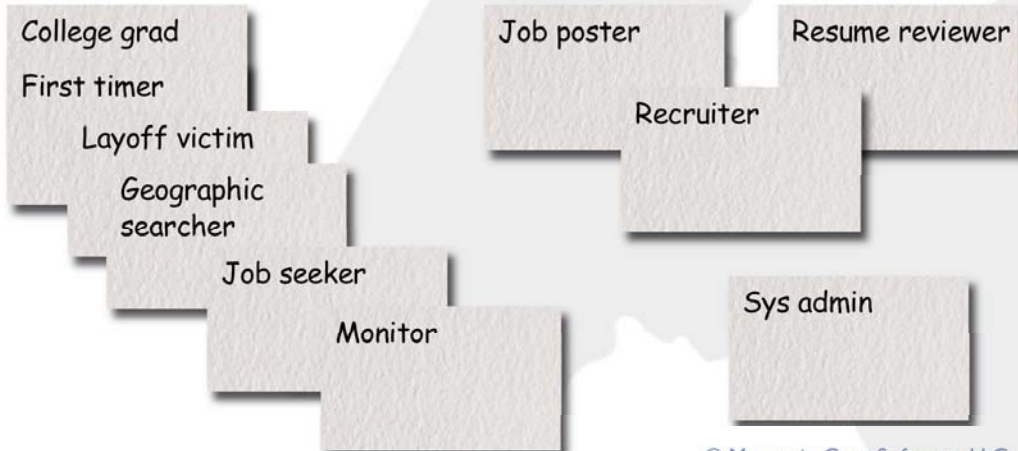 College grad
First timer
Layoff victim
Geographic
searcher
Job seeker
Monitor
Job poster
Resume reviewer
Recruiter
Sys admin